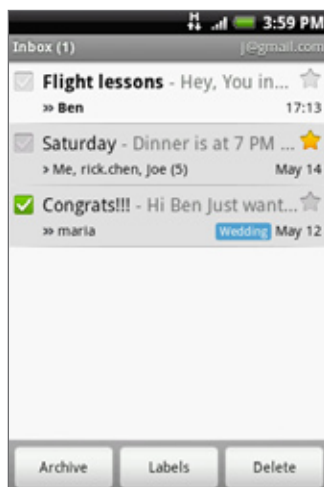 H 3:59 PM
Inbox (1) j@gmail.com
Flight lessons - Hey, You in...
» Ben 17:13
Saturday - Dinner is at 7 PM ...
› Me, rick.chen, Joe (5) May 14
Congrats!!! - Hi Ben Just want...
» maria Wedding May 12
Archive Labels Delete